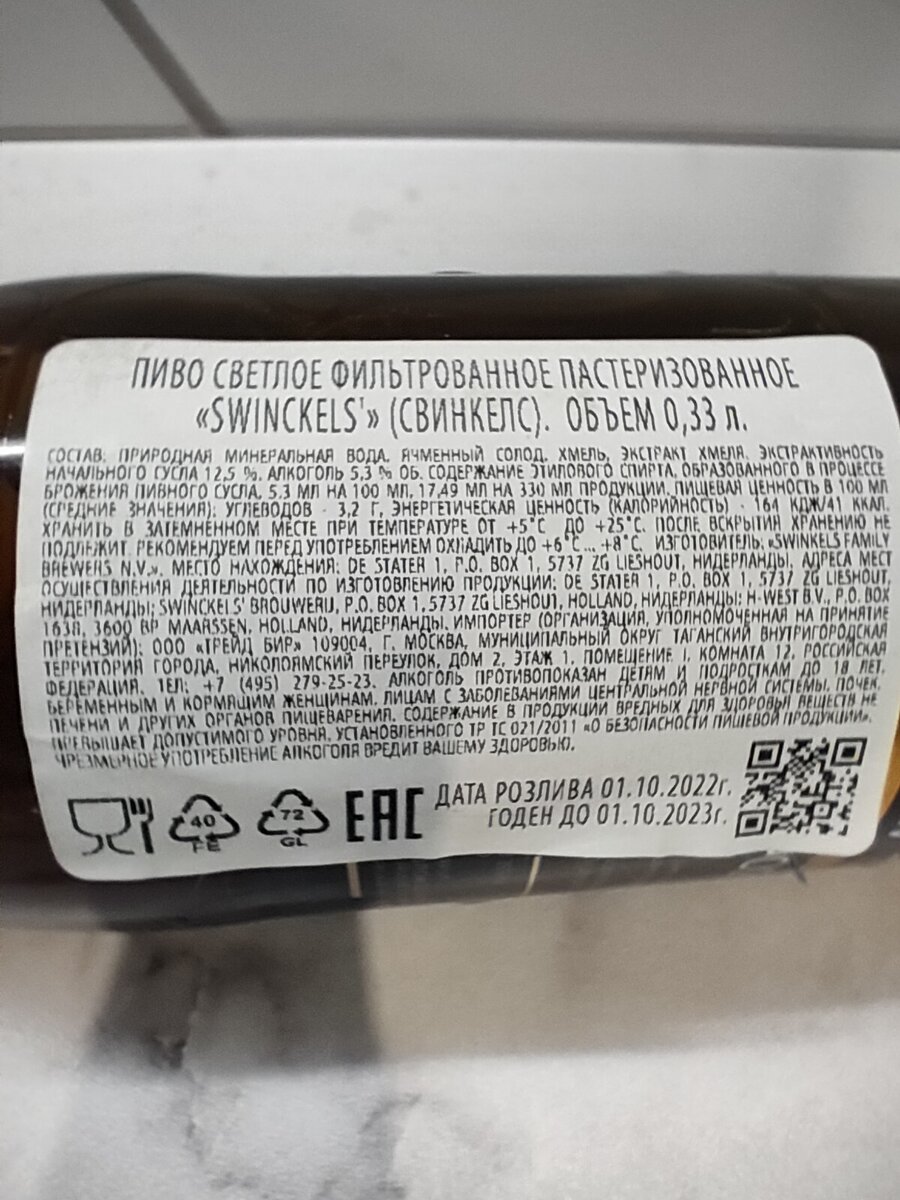 ПИВО СВЕТЛОЕ ФИЛЬТРОВАННОЕ ПАСТЕРИЗОВАННОЕ
«SWINCKELS'» (СВИНКЕЛС). ОБЪЕМ 0,33 л.
СОСТАВ: ПРИРОДНАЯ МИНЕРАЛЬНАЯ ВОДА, ЯЧМЕННЫЙ СОЛОД, ХМЕЛЬ, ЭКСТРАКТ ХМЕЛЯ. ЭКСТРАКТИВНОСТЬ
НАЧАЛЬНОГО СУСЛА 12,5 %. АЛКОГОЛЬ 5,3 % ОБ. СОДЕРЖАНИЕ ЭТИЛОВОГО СПИРТА, ОБРАЗОВАННОГО В ПРОЦЕССЕ
БРОЖЕНИЯ ПИВНОГО СУСЛА, 5,3 МЛ НА 100 МЛ, 17,49 МЛ НА 330 МЛ ПРОДУКЦИИ. ПИЩЕВАЯ ЦЕННОСТЬ В 100 МЛ
(СРЕДНИЕ ЗНАЧЕНИЯ): УГЛЕВОДОВ - 3,2 Г, ЭНЕРГЕТИЧЕСКАЯ ЦЕННОСТЬ (КАЛОРИЙНОСТЬ) - 164 КДЖ/41 ККАЛ.
ХРАНИТЬ В ЗАТЕМНЕННОМ МЕСТЕ ПРИ ТЕМПЕРАТУРЕ ОТ +5°С ДО +25°С. ПОСЛЕ ВСКРЫТИЯ ХРАНЕНИЮ НЕ
ПОДЛЕЖИТ. РЕКОМЕНДУЕМ ПЕРЕД УПОТРЕБЛЕНИЕМ ОХЛАДИТЬ ДО +6°С ... +8°С. ИЗГОТОВИТЕЛЬ: «SWINKELS FAMILY
BREWERS N.V.». МЕСТО НАХОЖДЕНИЯ: DE STATER 1, P.O. BOX 1, 5737 ZG LIESHOUT, НИДЕРЛАНДЫ. АДРЕСА МЕСТ
ОСУЩЕСТВЛЕНИЯ ДЕЯТЕЛЬНОСТИ ПО ИЗГОТОВЛЕНИЮ ПРОДУКЦИИ: DE STATER 1, P.O. BOX 1, 5737 ZG LIESHOUT,
НИДЕРЛАНДЫ; SWINCKELS' BROUWERIJ, P.O. BOX 1, 5737 ZG LIESHOUT, HOLLAND, НИДЕРЛАНДЫ; H-WEST B.V., P.O. BOX
1638, 3600 BP MAARSSEN, HOLLAND, НИДЕРЛАНДЫ. ИМПОРТЕР (ОРГАНИЗАЦИЯ, УПОЛНОМОЧЕННАЯ НА ПРИНЯТИЕ
ПРЕТЕНЗИЙ): ООО «ТРЕЙД БИР» 109004, Г. МОСКВА, МУНИЦИПАЛЬНЫЙ ОКРУГ ТАГАНСКИЙ ВНУТРИГОРОДСКАЯ
ТЕРРИТОРИЯ ГОРОДА, НИКОЛОЯМСКИЙ ПЕРЕУЛОК, ДОМ 2, ЭТАЖ 1, ПОМЕЩЕНИЕ I, КОМНАТА 12, РОССИЙСКАЯ
ФЕДЕРАЦИЯ. ТЕЛ: +7 (495) 279-25-23. АЛКОГОЛЬ ПРОТИВОПОКАЗАН ДЕТЯМ И ПОДРОСТКАМ ДО 18 ЛЕТ,
БЕРЕМЕННЫМ И КОРМЯЩИМ ЖЕНЩИНАМ, ЛИЦАМ С ЗАБОЛЕВАНИЯМИ ЦЕНТРАЛЬНОЙ НЕРВНОЙ СИСТЕМЫ, ПОЧЕК,
ПЕЧЕНИ И ДРУГИХ ОРГАНОВ ПИЩЕВАРЕНИЯ. СОДЕРЖАНИЕ В ПРОДУКЦИИ ВРЕДНЫХ ДЛЯ ЗДОРОВЬЯ ВЕЩЕСТВ НЕ
ПРЕВЫШАЕТ ДОПУСТИМОГО УРОВНЯ, УСТАНОВЛЕННОГО ТР ТС 021/2011 «О БЕЗОПАСНОСТИ ПИЩЕВОЙ ПРОДУКЦИИ».
ЧРЕЗМЕРНОЕ УПОТРЕБЛЕНИЕ АЛКОГОЛЯ ВРЕДИТ ВАШЕМУ ЗДОРОВЬЮ.
40
FE
72
GL
EAC
ДАТА РОЗЛИВА 01.10.2022г.
ГОДЕН ДО 01.10.2023г.